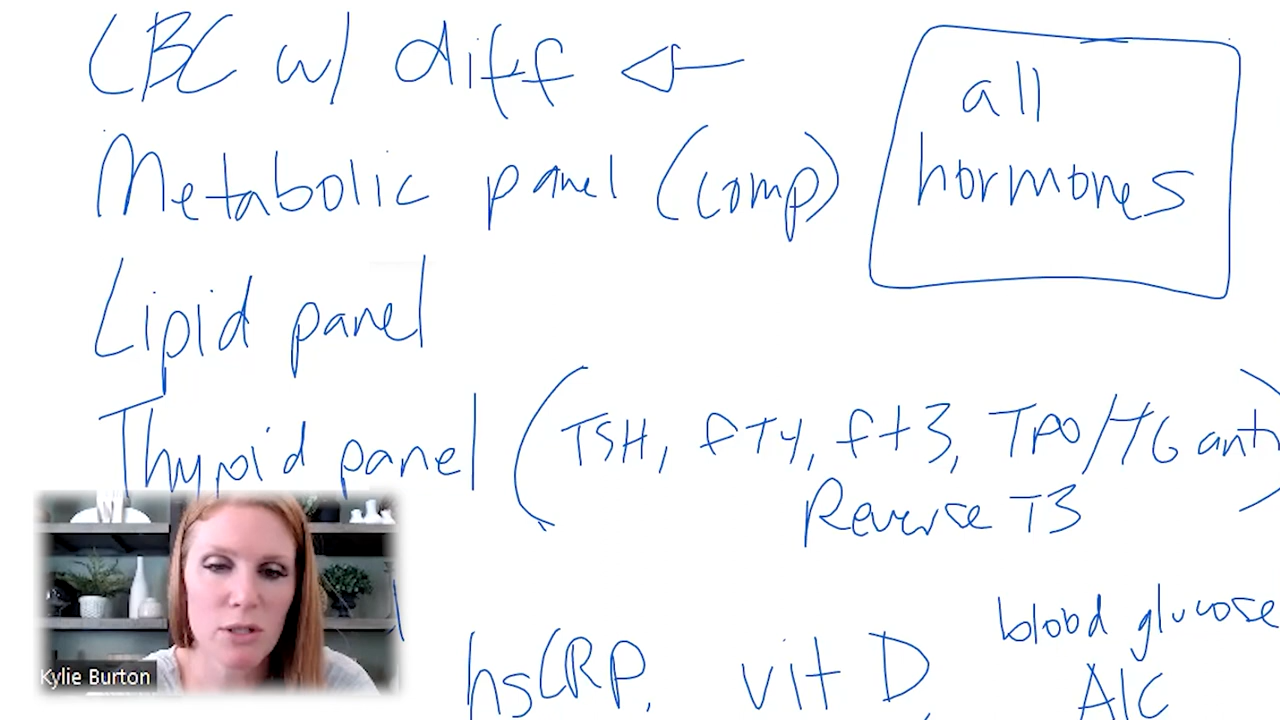 CBC w/ diff
all
hormones
Metabolic panel (comp)
Lipid panel
Thyroid panel (TSH, fT4, ft3, TPO/TG anti)
Reverse T3
Kylie Burton
blood glucose
hsCRP, vit D,
A1C